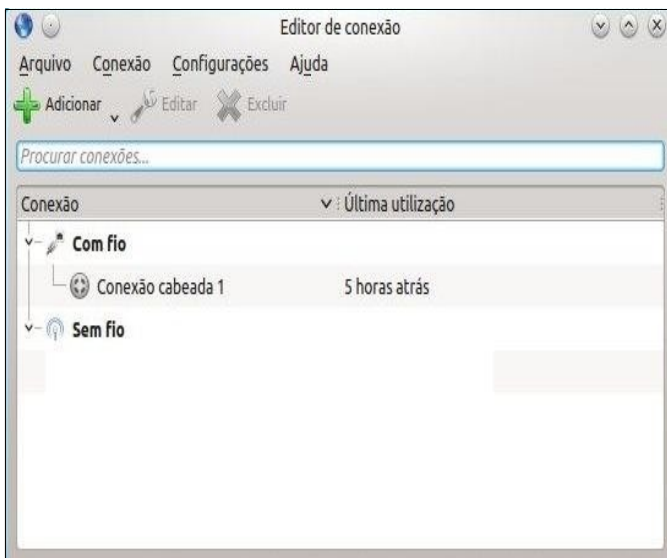 Editor de conexão
Arquivo Conexão Configurações Ajuda
Adicionar Editar Excluir
Procurar conexões...
Conexão Última utilização
Com fio
Conexão cabeada 1 5 horas atrás
Sem fio